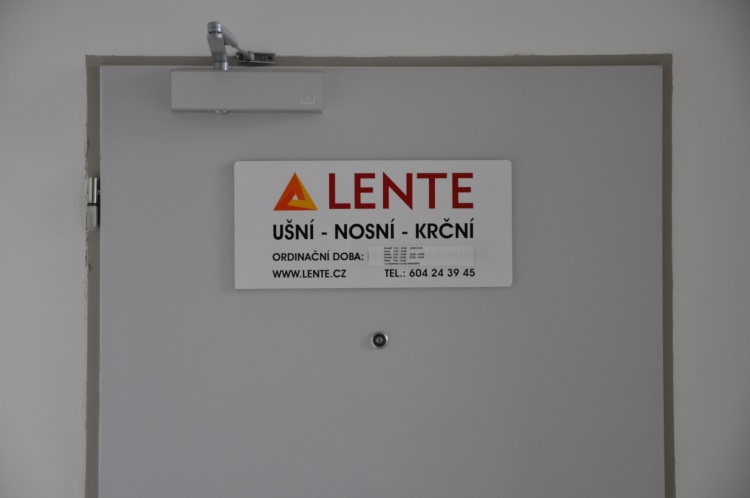 LENTE
UŠNÍ - NOSNÍ - KRČNÍ
ORDINAČNÍ DOBA:
WWW.LENTE.CZ TEL.: 604 24 39 45